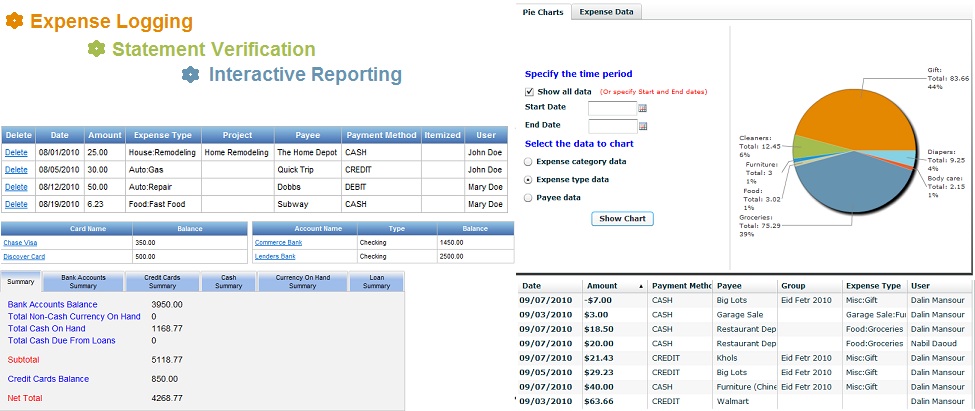 Expense Logging
Statement Verification
Interactive Reporting
Delete Date Amount Expense Type Project Payee Payment Method Itemized User
Delete 08/01/2010 25.00 House:Remodeling Home Remodeling The Home Depot CASH John Doe
Delete 08/05/2010 30.00 Auto:Gas Quick Trip CREDIT John Doe
Delete 08/12/2010 50.00 Auto:Repair Dobbs DEBIT Mary Doe
Delete 08/19/2010 6.23 Food:Fast Food Subway CASH Mary Doe
Card Name Balance
Chase Visa 350.00
Discover Card 500.00
Account Name Type Balance
Commerce Bank Checking 1450.00
Lenders Bank Checking 2500.00
Summary Bank Accounts Summary Credit Cards Summary Cash Summary Currency On Hand Summary Loan Summary
Bank Accounts Balance 3950.00
Total Non-Cash Currency On Hand 0
Total Cash On Hand 1168.77
Total Cash Due From Loans 0
Subtotal 5118.77
Credit Cards Balance 850.00
Net Total 4268.77
Pie Charts Expense Data
Specify the time period
Show all data (Or specify Start and End dates)
Start Date
End Date
Select the data to chart
Expense category data
Expense type data
Payee data
Show Chart
Gift:
Total: 83.66
44%
Cleaners:
Total: 12.45
6%
Furniture:
Total: 3
1%
Food:
Total: 3.02
1%
Groceries:
Total: 75.29
39%
Diapers:
Total: 9.25
4%
Body care:
Total: 2.15
1%
Date Amount Payment Metho Payee Group Expense Type User
09/07/2010 -$7.00 CASH Big Lots Eid Fetr 2010 Misc:Gift Dalin Mansour
09/03/2010 $3.00 CASH Garage Sale Garage Sale:Fur Dalin Mansour
09/07/2010 $18.50 CASH Restaurant Dep Food:Groceries Dalin Mansour
09/07/2010 $20.00 CASH Restaurant Dep Food:Groceries Nabil Daoud
09/07/2010 $21.43 CREDIT Khols Eid Fetr 2010 Misc:Gift Dalin Mansour
09/05/2010 $29.23 CREDIT Big Lots Eid Fetr 2010 Misc:Gift Dalin Mansour
09/07/2010 $40.00 CASH Furniture (Chine Eid Fetr 2010 Misc:Gift Dalin Mansour
09/03/2010 $63.66 CREDIT Walmart Dalin Mansour